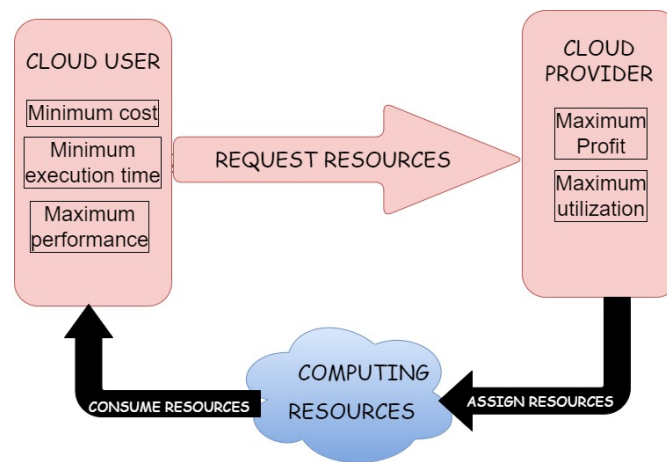 CLOUD USER
Minimum cost
Minimum
execution time
Maximum
performance
REQUEST RESOURCES
CLOUD
PROVIDER
Maximum
Profit
Maximum
utilization
COMPUTING
RESOURCES
CONSUME RESOURCES
ASSIGN RESOURCES